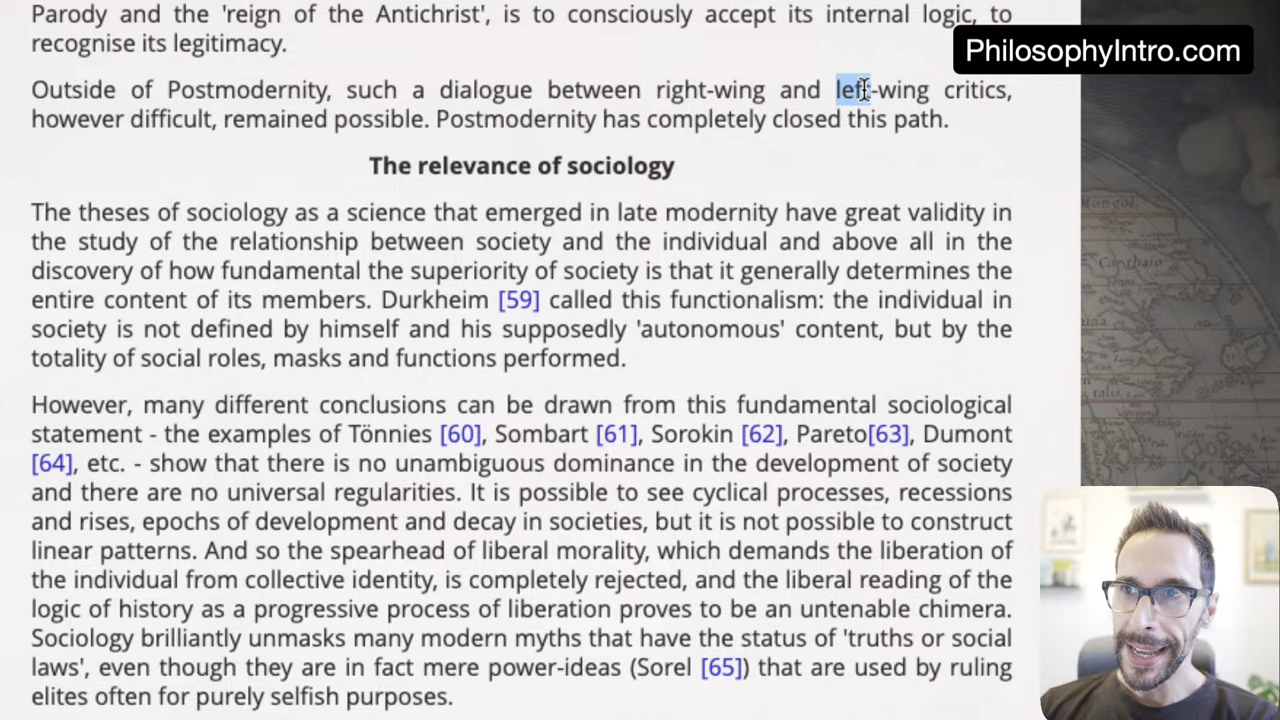 Parody and the 'reign of the Antichrist', is to consciously accept its internal logic, to
recognise its legitimacy.
PhilosophyIntro.com
Outside of Postmodernity, such a dialogue between right-wing and left-wing critics,
however difficult, remained possible. Postmodernity has completely closed this path.
The relevance of sociology
The theses of sociology as a science that emerged in late modernity have great validity in
the study of the relationship between society and the individual and above all in the
discovery of how fundamental the superiority of society is that it generally determines the
entire content of its members. Durkheim [59] called this functionalism: the individual in
society is not defined by himself and his supposedly 'autonomous' content, but by the
totality of social roles, masks and functions performed.
However, many different conclusions can be drawn from this fundamental sociological
statement - the examples of Tönnies [60], Sombart [61], Sorokin [62], Pareto[63], Dumont
[64], etc. - show that there is no unambiguous dominance in the development of society
and there are no universal regularities. It is possible to see cyclical processes, recessions
and rises, epochs of development and decay in societies, but it is not possible to construct
linear patterns. And so the spearhead of liberal morality, which demands the liberation of
the individual from collective identity, is completely rejected, and the liberal reading of the
logic of history as a progressive process of liberation proves to be an untenable chimera.
Sociology brilliantly unmasks many modern myths that have the status of 'truths or social
laws', even though they are in fact mere power-ideas (Sorel [65]) that are used by ruling
elites often for purely selfish purposes.